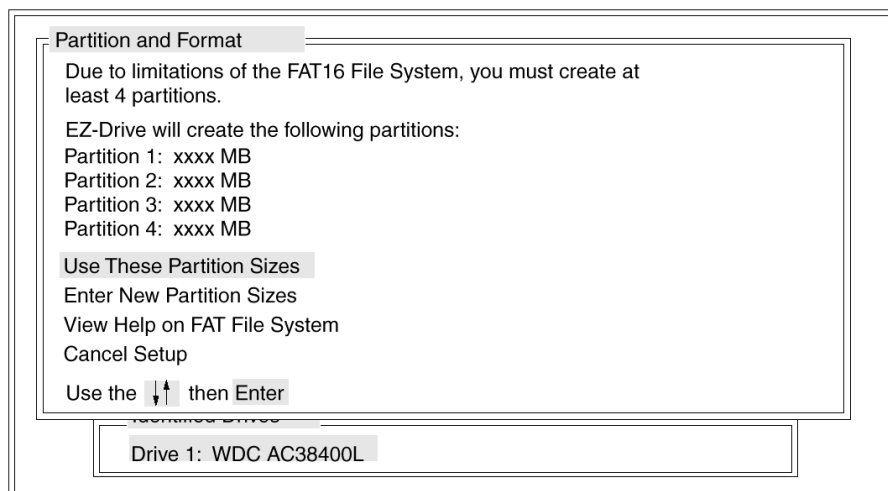 Partition and Format
Due to limitations of the FAT16 File System, you must create at
least 4 partitions.
EZ-Drive will create the following partitions:
Partition 1: xxxx MB
Partition 2: xxxx MB
Partition 3: xxxx MB
Partition 4: xxxx MB
Use These Partition Sizes
Enter New Partition Sizes
View Help on FAT File System
Cancel Setup
Use the ↓↑ then Enter
Identified Drives
Drive 1: WDC AC38400L